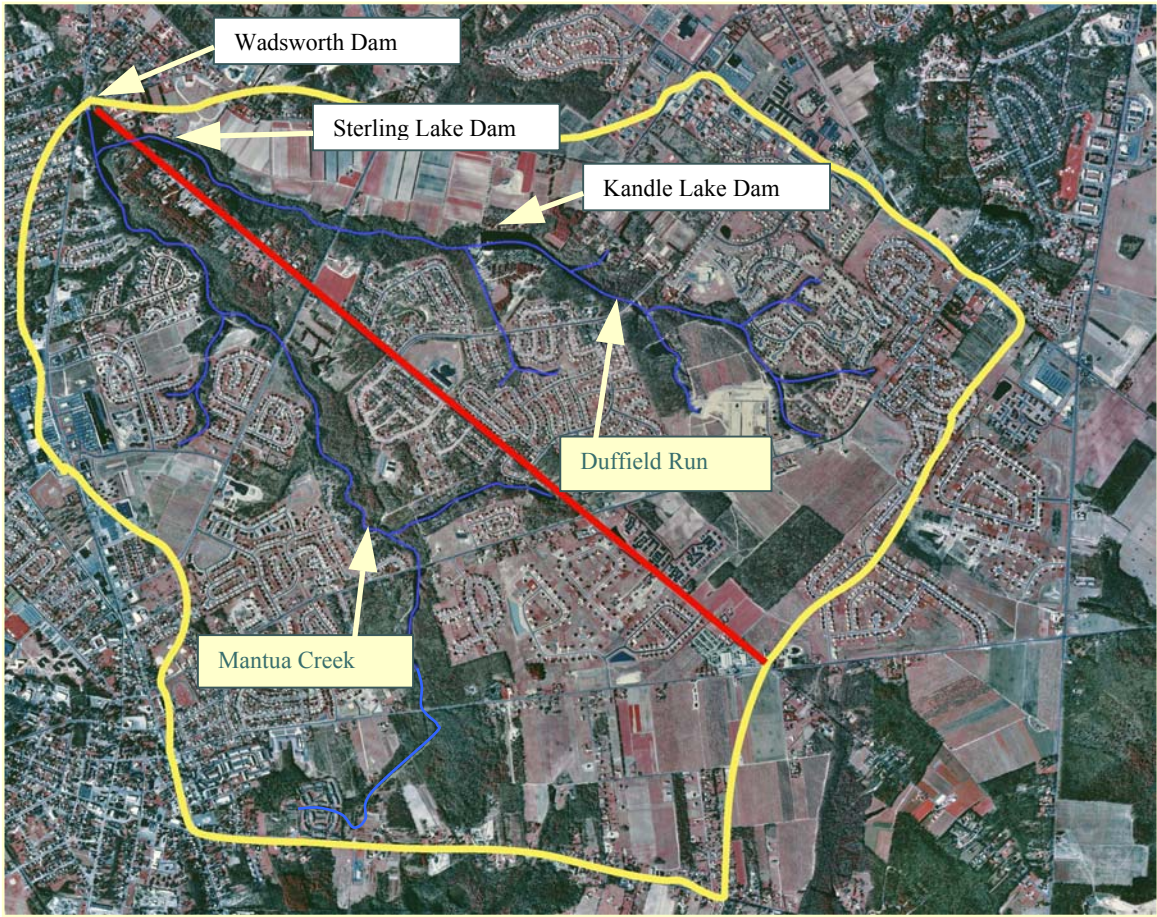 Wadsworth Dam
Sterling Lake Dam
Kandle Lake Dam
Duffield Run
Mantua Creek